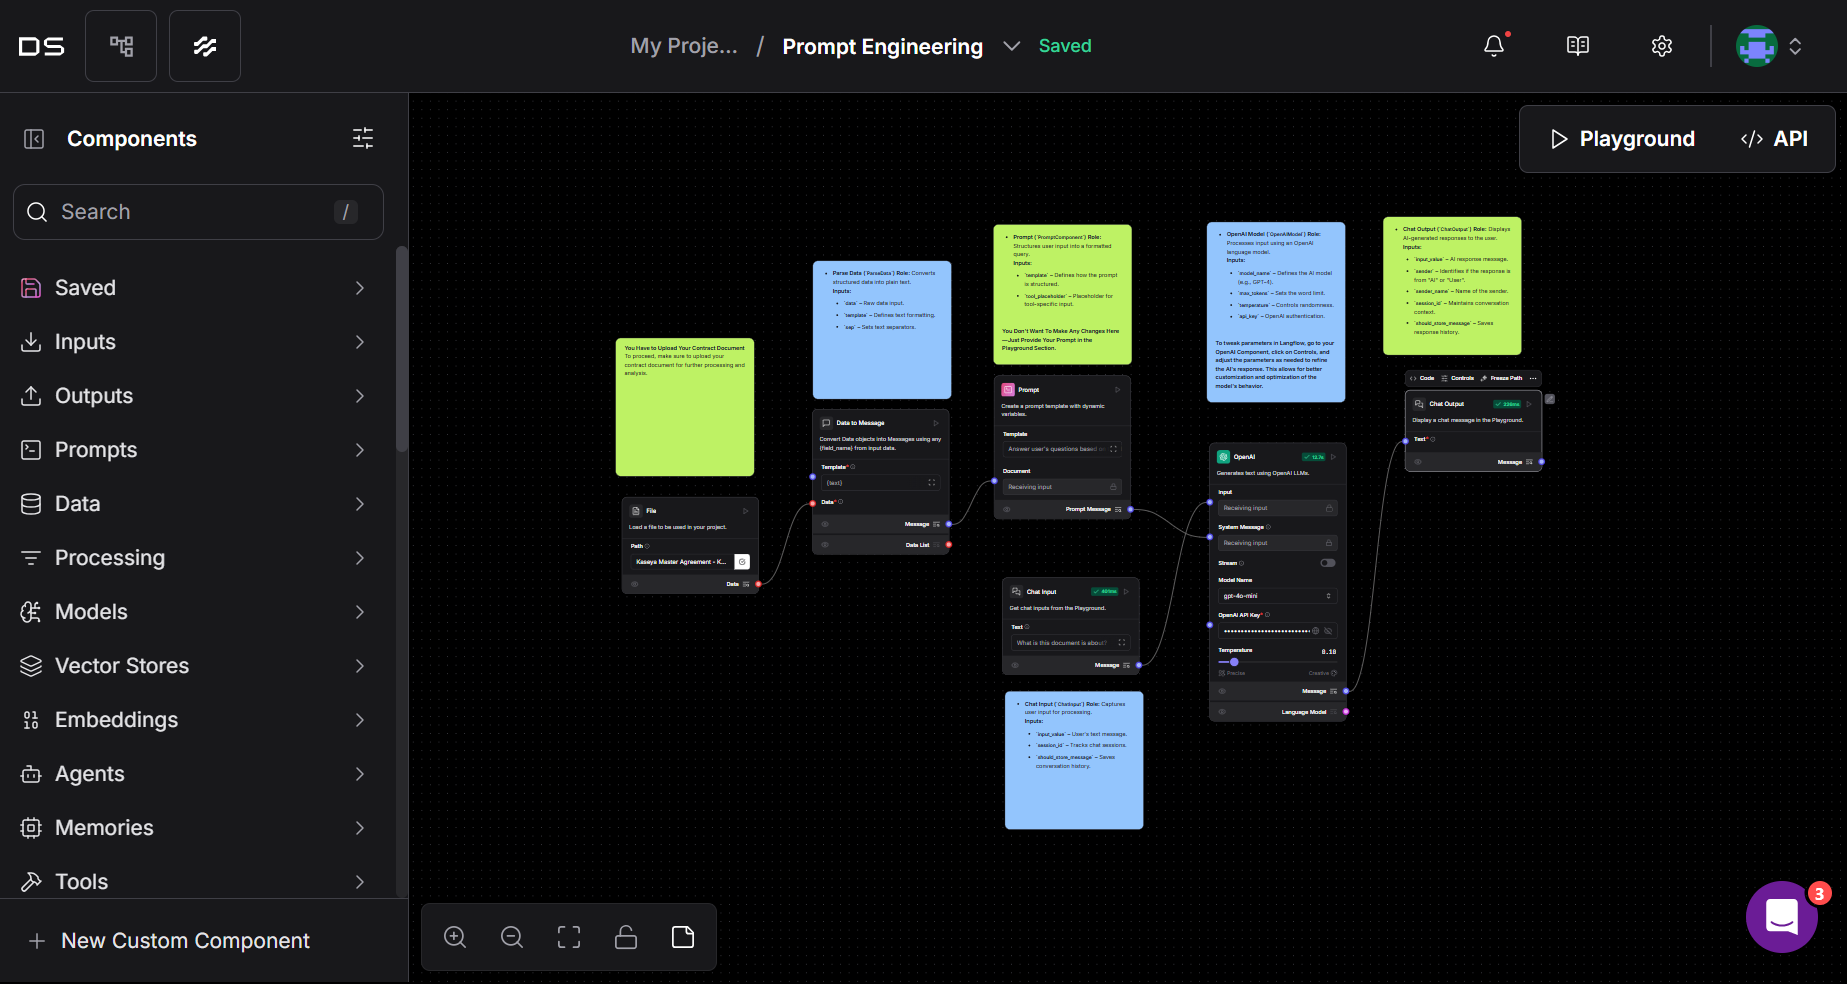 DS
My Proje... / Prompt Engineering
Saved
Components
Search /
Saved
Inputs
Outputs
Prompts
Data
Processing
Models
Vector Stores
Embeddings
Agents
Memories
Tools
New Custom Component
Playground
</> API
You Have to Upload Your Contract Document
To proceed, make sure to upload your
contract document for further processing and
analysis.
File
Load a file to be used in your project.
Path
Kaseya Master Agreement - K...
Data
Parse Data (`ParseData`) Role: Converts
structured data into plain text.
Inputs:
`data` – Raw data input.
`template` – Defines text formatting.
`sep` – Sets text separators.
Data to Message
Convert Data objects into Messages using any
{field_name} from input data.
Template*
{text}
Data*
Message
Data List
Prompt (`PromptComponent`) Role:
Structures user input into a formatted
query.
Inputs:
`template` – Defines how the prompt
is structured.
`tool_placeholder` – Placeholder for
tool-specific input.
You Don't Want To Make Any Changes Here
—Just Provide Your Prompt in the
Playground Section.
Prompt
Create a prompt template with dynamic
variables.
Template
Answer user's questions based on
Document
Receiving input
Prompt Message
Chat Input
401ms
Get chat inputs from the Playground.
Text
What is this document is about?
Message
Chat Input (`ChatInput`) Role: Captures
user input for processing.
Inputs:
`input_value` – User's text message.
`session_id` – Tracks chat sessions.
`should_store_message` – Saves
conversation history.
OpenAI Model (`OpenAIModel`) Role:
Processes input using an OpenAI
language model.
Inputs:
`model_name` – Defines the AI model
(e.g., GPT-4).
`max_tokens` – Sets the word limit.
`temperature` – Controls randomness.
`api_key` – OpenAI authentication.
To tweak parameters in Langflow, go to your
OpenAI Component, click on Controls, and
adjust the parameters as needed to refine
the AI's response. This allows for better
customization and optimization of the
model's behavior.
OpenAI
12.7s
Generates text using OpenAI LLMs.
Input
Receiving input
System Message
Receiving input
Stream
Model Name
gpt-4o-mini
OpenAI API Key*
Temperature
0.10
Precise
Creative
Message
Language Model
Chat Output (`ChatOutput`) Role: Displays
AI-generated responses to the user.
Inputs:
`input_value` – AI response message.
`sender` – Identifies if the response is
from "AI" or "User".
`sender_name` – Name of the sender.
`session_id` – Maintains conversation
context.
`should_store_message` – Saves
response history.
Code Controls Freeze Path ...
Chat Output
Display a chat message in the Playground.
Text*
Message
3